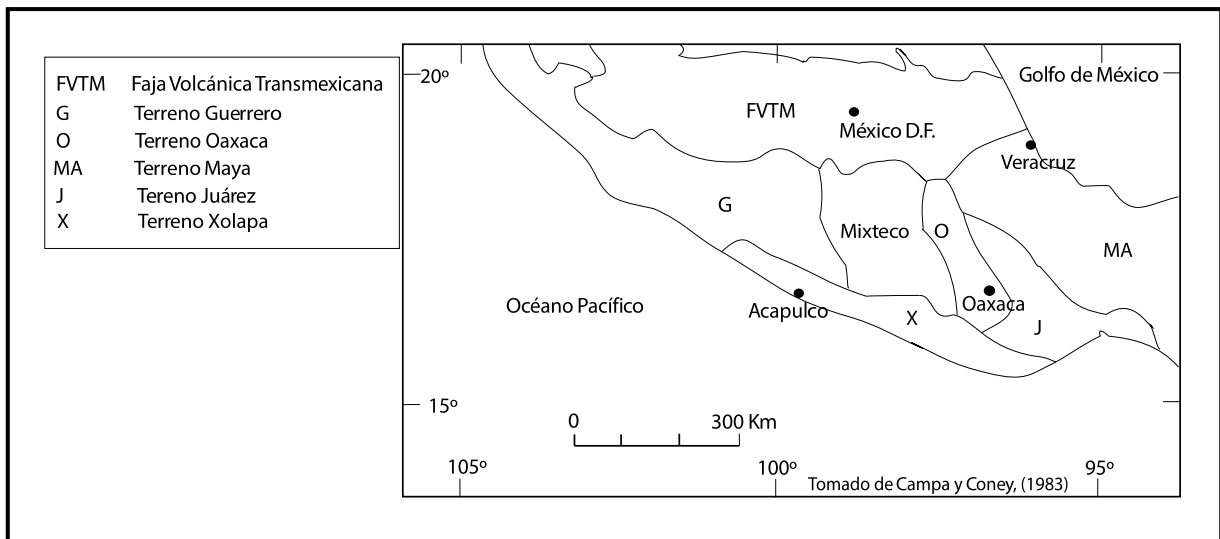 FVTM Faja Volcánica Transmexicana
G Terreno Guerrero
O Terreno Oaxaca
MA Terreno Maya
J Tereno Juárez
X Terreno Xolapa
20º
Golfo de México
FVTM
México D.F.
Veracruz
G
Mixteco
O
MA
Océano Pacífico
Acapulco
Oaxaca
X
J
15º
0 300 Km
105º
100º
95º
Tomado de Campa y Coney, (1983)